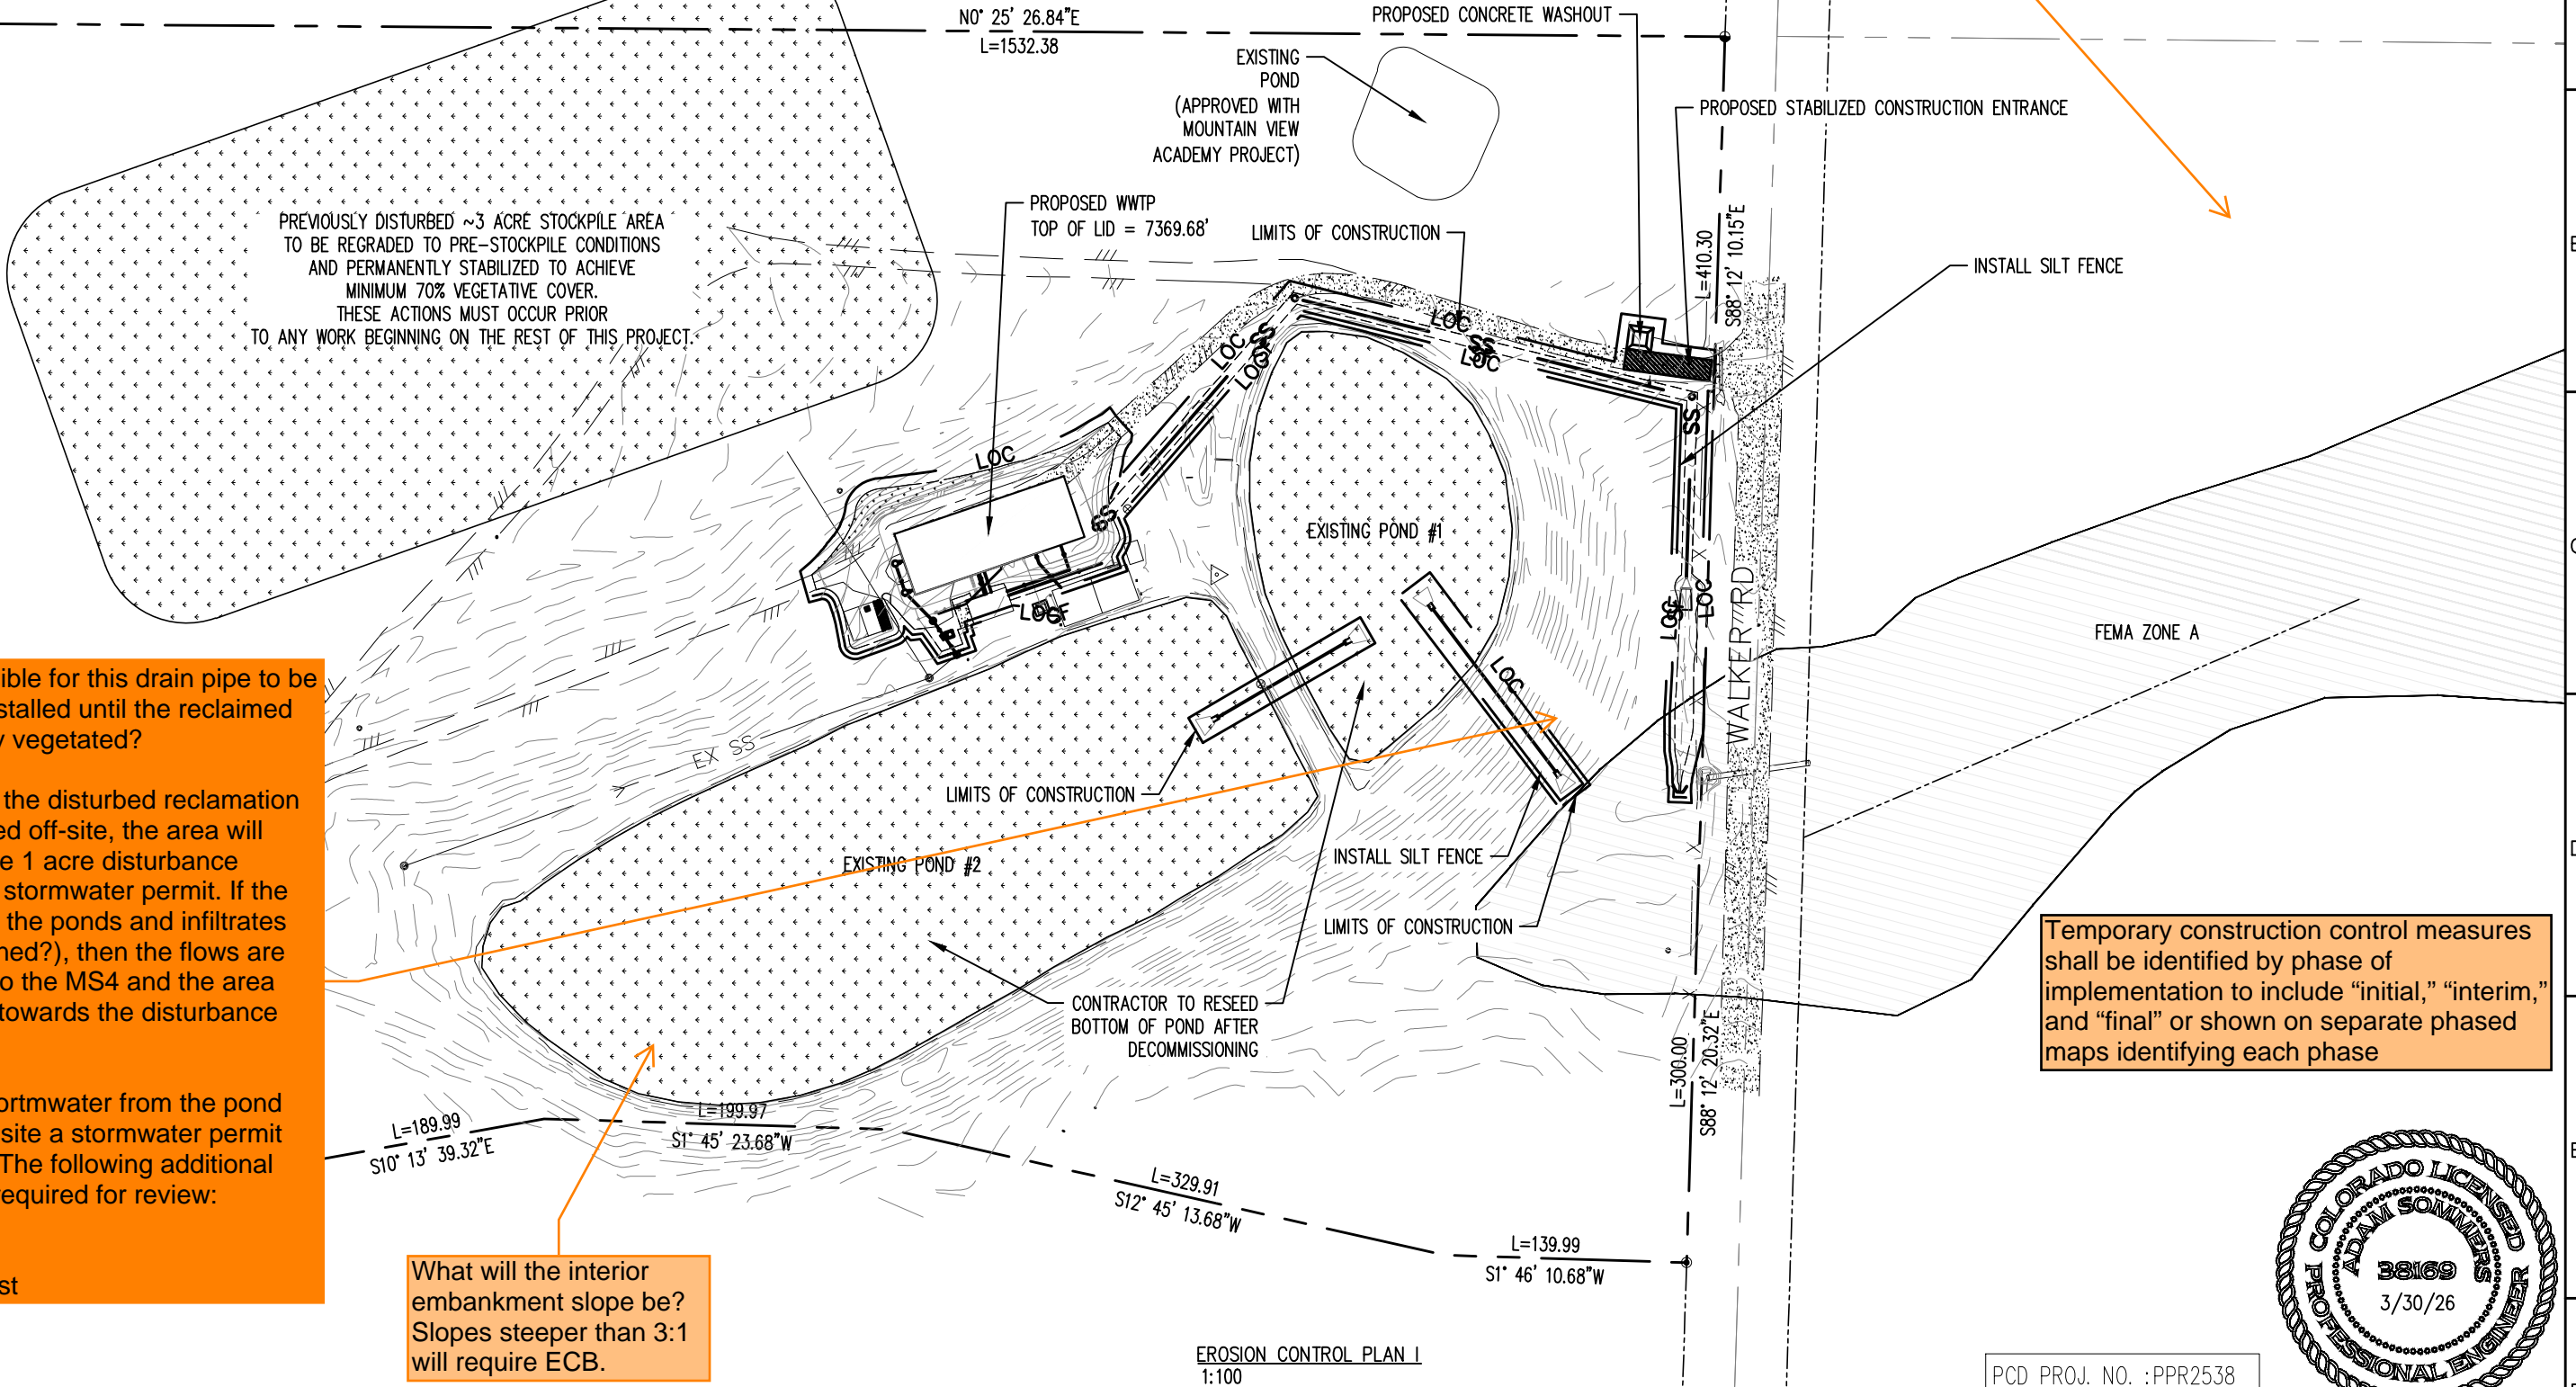 N0° 25' 26.84"E
L=1532.38
PROPOSED CONCRETE WASHOUT
EXISTING
POND
(APPROVED WITH
MOUNTAIN VIEW
ACADEMY PROJECT)
PROPOSED STABILIZED CONSTRUCTION ENTRANCE
PROPOSED WWTP
TOP OF LID = 7369.68'
LIMITS OF CONSTRUCTION
L=410.30
S88° 12' 10.15"E
INSTALL SILT FENCE
PREVIOUSLY DISTURBED ~3 ACRE STOCKPILE AREA
TO BE REGRADED TO PRE-STOCKPILE CONDITIONS
AND PERMANENTLY STABILIZED TO ACHIEVE
MINIMUM 70% VEGETATIVE COVER.
THESE ACTIONS MUST OCCUR PRIOR
TO ANY WORK BEGINNING ON THE REST OF THIS PROJECT.
LOC
SS
LOC
LOC
SS
LOC
SS
LOC
SS
EXISTING POND #1
LOC
LOC
WALKER RD
FEMA ZONE A
EX SS
LIMITS OF CONSTRUCTION
EXISTING POND #2
INSTALL SILT FENCE
LIMITS OF CONSTRUCTION
CONTRACTOR TO RESEED
BOTTOM OF POND AFTER
DECOMMISSIONING
ible for this drain pipe to be
stalled until the reclaimed
y vegetated?
the disturbed reclamation
ed off-site, the area will
e 1 acre disturbance
stormwater permit. If the
the ponds and infiltrates
ned?), then the flows are
o the MS4 and the area
towards the disturbance
ortmwater from the pond
site a stormwater permit
The following additional
equired for review:
st
Temporary construction control measures
shall be identified by phase of
implementation to include “initial,” “interim,”
and “final” or shown on separate phased
maps identifying each phase
L=300.00
S88° 12' 20.32"E
L=189.99
S10° 13' 39.32"E
L=199.97
S1° 45' 23.68"W
L=329.91
S12° 45' 13.68"W
L=139.99
S1° 46' 10.68"W
What will the interior
embankment slope be?
Slopes steeper than 3:1
will require ECB.
EROSION CONTROL PLAN I
1:100
COLORADO LICENSED
PROFESSIONAL ENGINEER
ADAM SOMMERS
38169
3/30/26
PCD PROJ. NO. :PPR2538